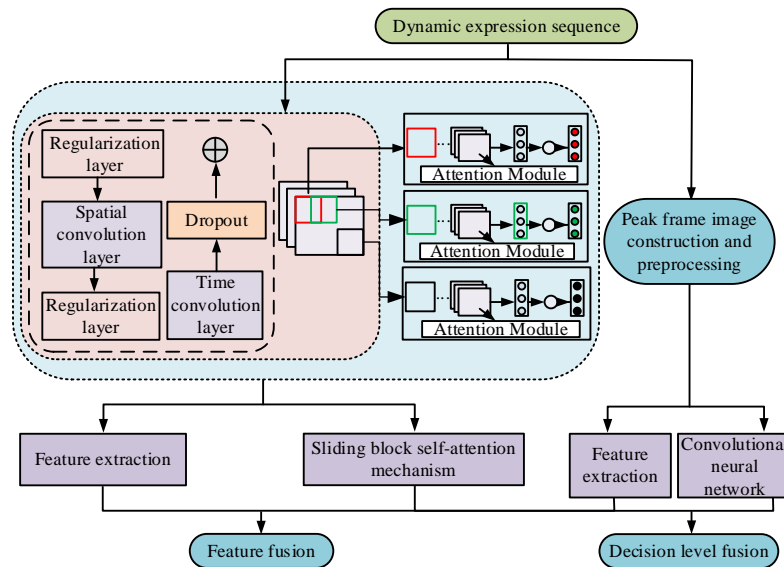 Dynamic expression sequence
Regularization
layer
Spatial
convolution
layer
Regularization
layer
Dropout
Time
convolution
layer
Attention Module
Attention Module
Attention Module
Peak frame image
construction and
preprocessing
Feature extraction
Sliding block self-attention
mechanism
Feature
extraction
Convolutiona
neural
network
Feature fusion
Decision level fusion